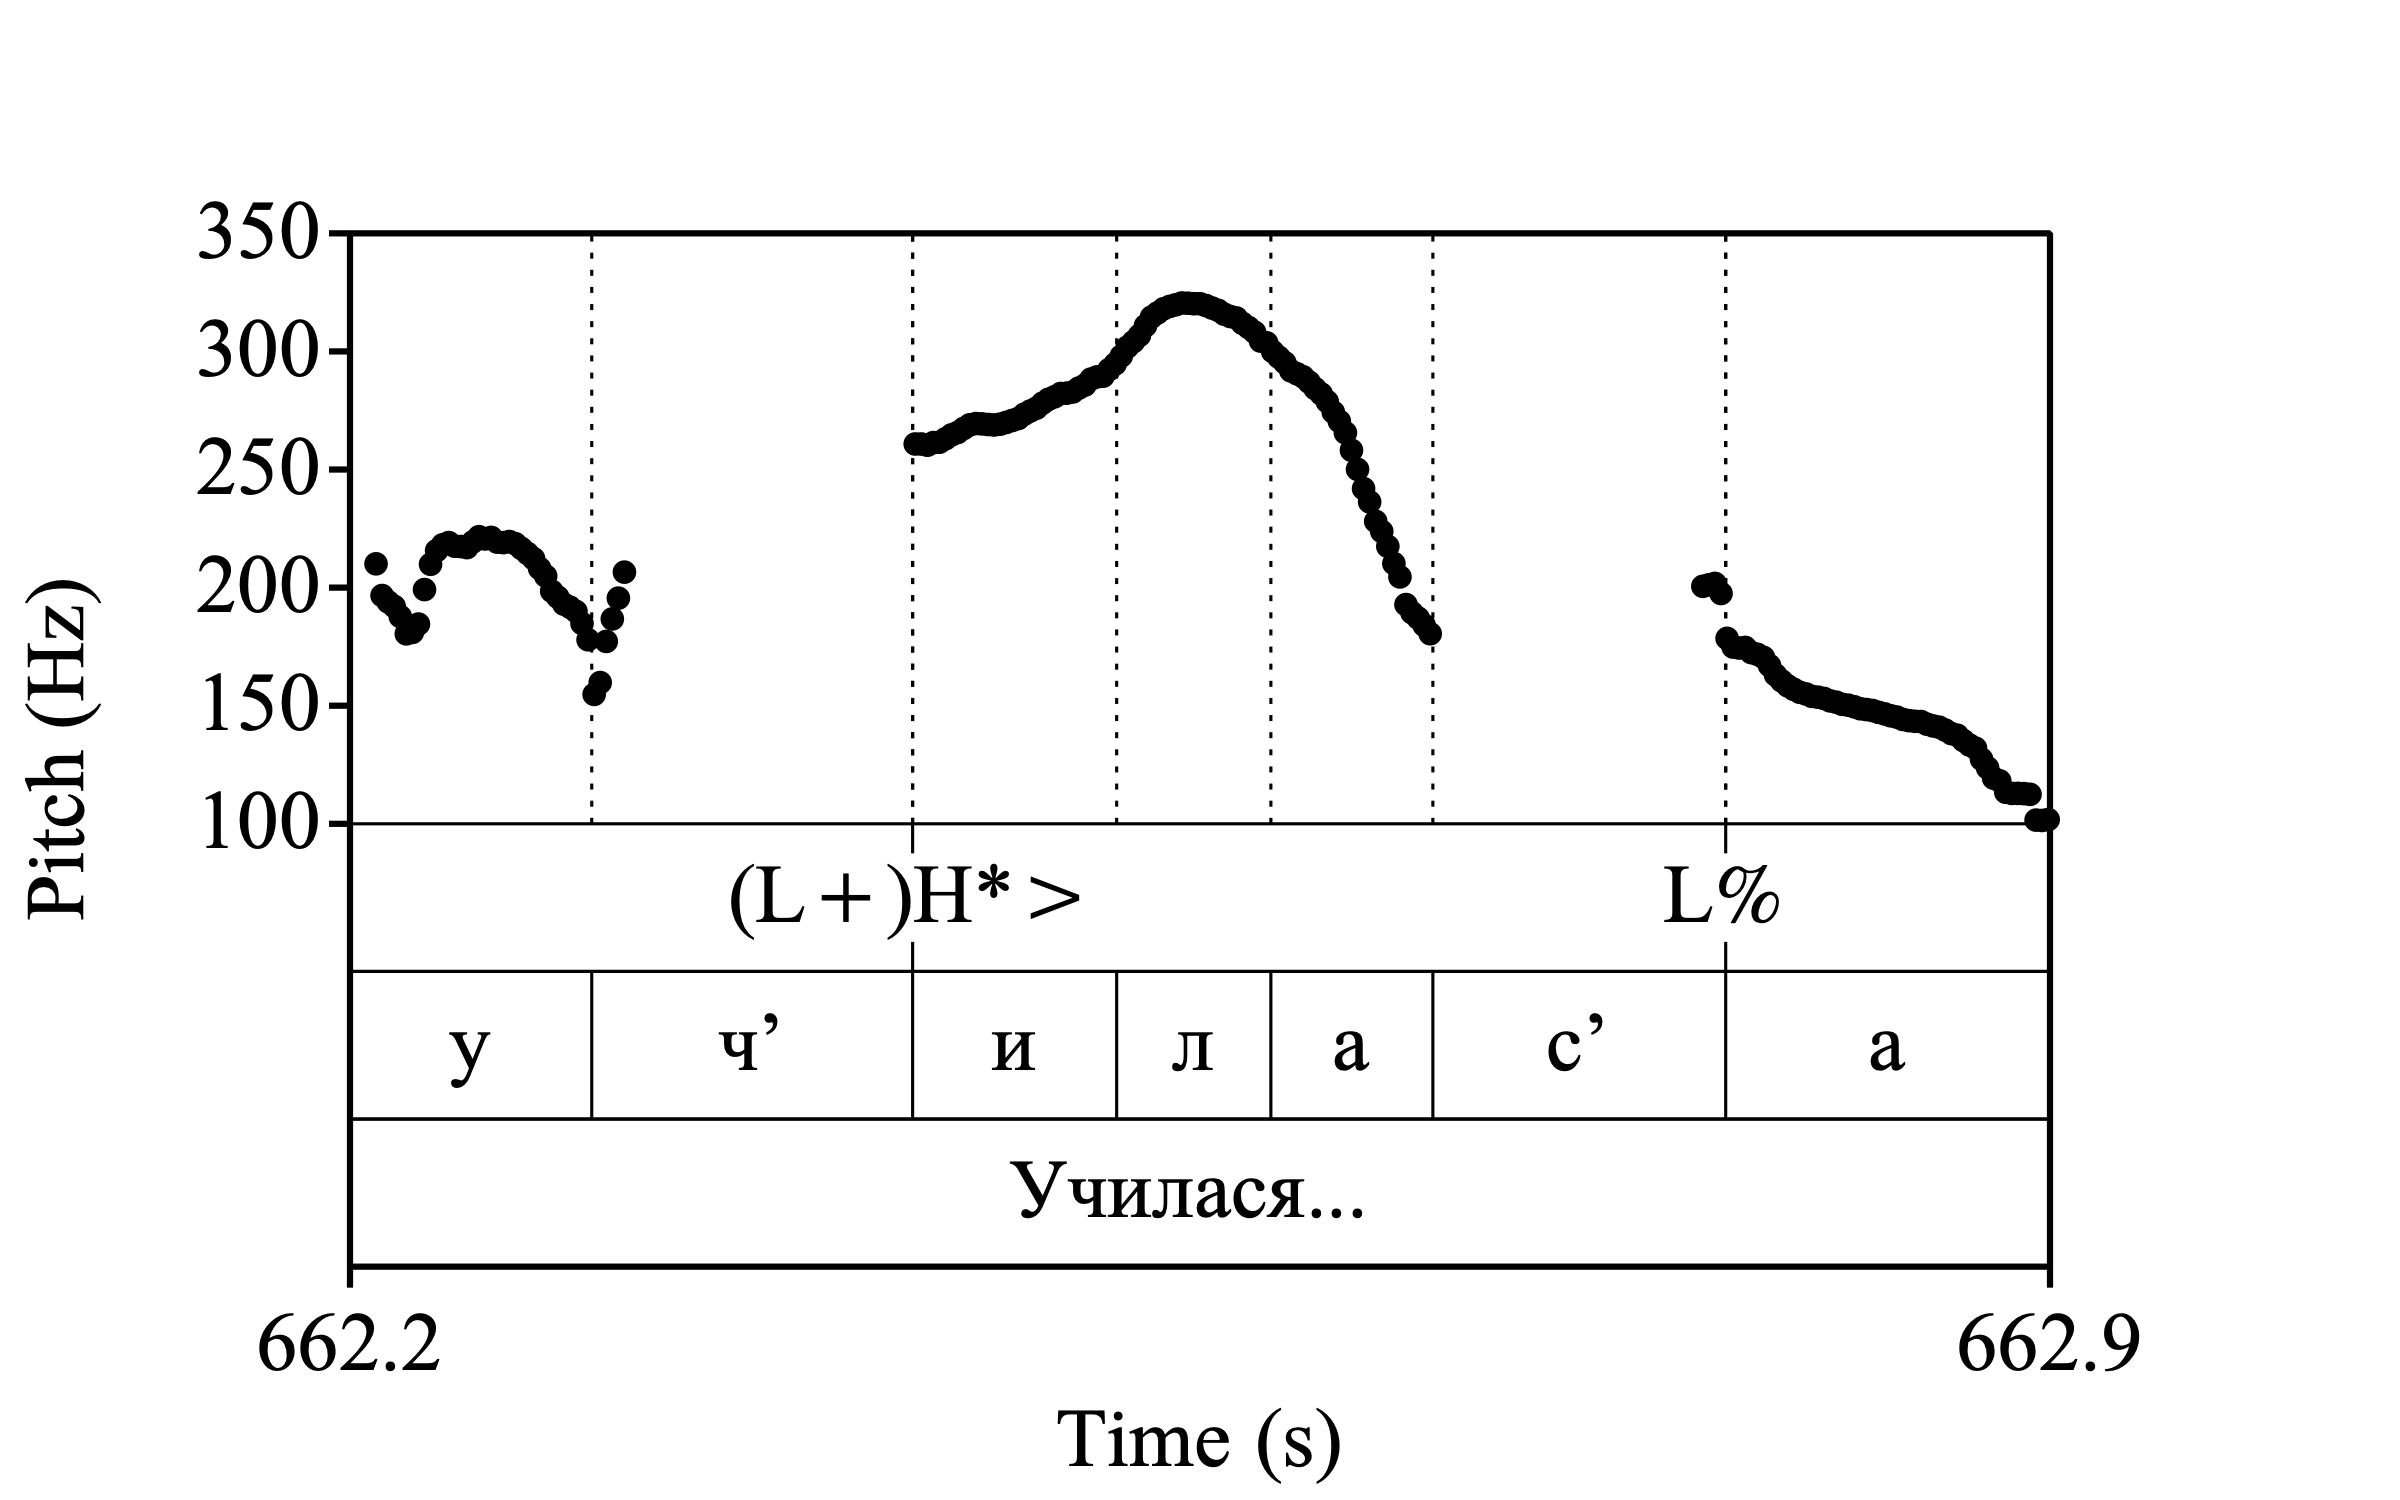 350
300
250
200
150
100
Pitch (Hz)
(L+)H*> L%
у ч’ и л а с’ а
Училася...
662.2 662.9
Time (s)